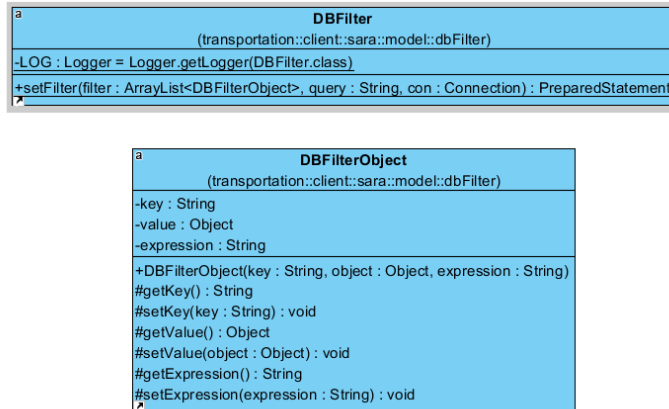 a
DBFilter
(transportation::client::sara::model::dbFilter)
-LOG : Logger = Logger.getLogger(DBFilter.class)
+setFilter(filter : ArrayList<DBFilterObject>, query : String, con : Connection) : PreparedStatement
a
DBFilterObject
(transportation::client::sara::model::dbFilter)
-key : String
-value : Object
-expression : String
+DBFilterObject(key : String, object : Object, expression : String)
#getKey() : String
#setKey(key : String) : void
#getValue() : Object
#setValue(object : Object) : void
#getExpression() : String
#setExpression(expression : String) : void